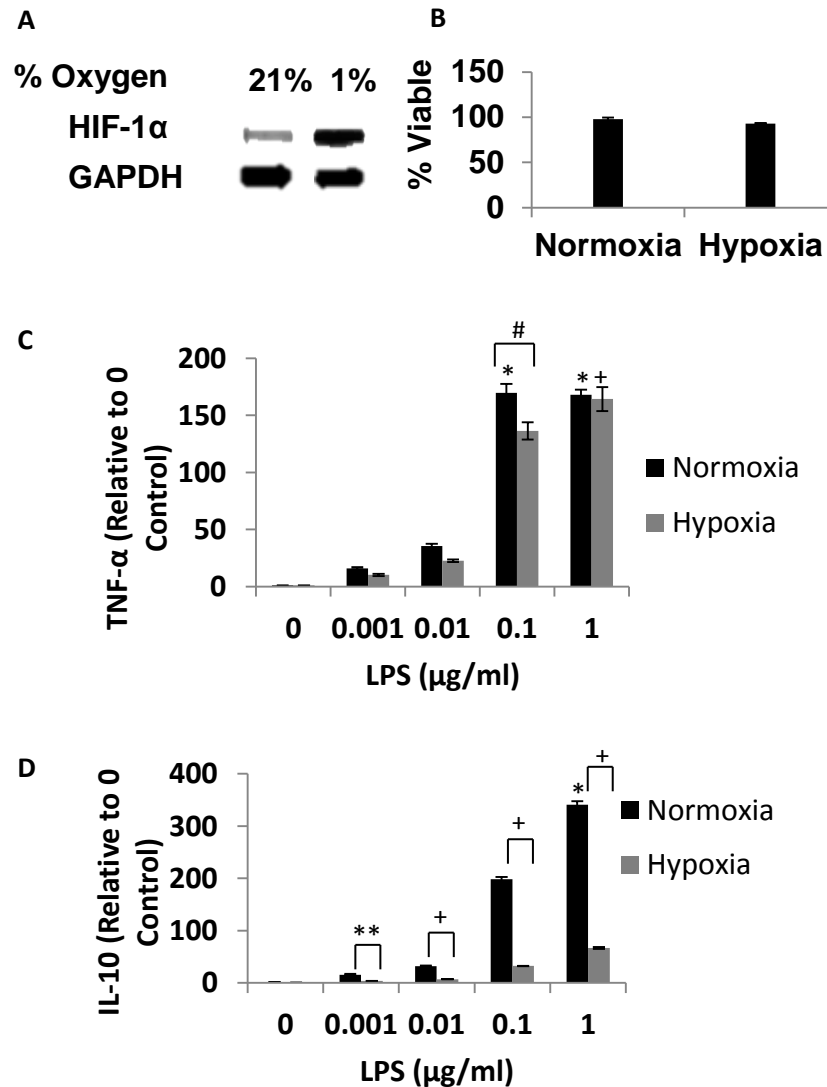 A
% Oxygen 21% 1%
HIF-1α
GAPDH
B
% Viable
150
100
50
0
Normoxia Hypoxia
C
TNF-α (Relative to 0
Control)
200
150
100
50
0
#
*
* +
Normoxia
Hypoxia
0 0.001 0.01 0.1 1
LPS (µg/ml)
D
IL-10 (Relative to 0
Control)
400
300
200
100
0
**
+
+
*
+
Normoxia
Hypoxia
0 0.001 0.01 0.1 1
LPS (µg/ml)